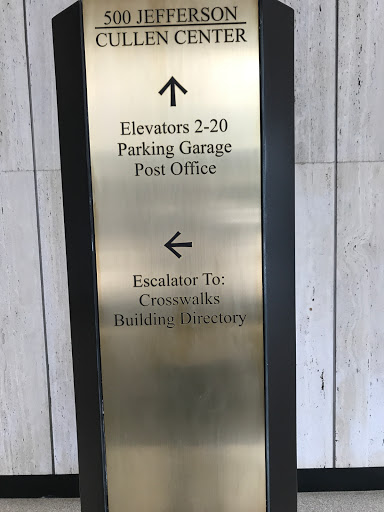 500 JEFFERSON
CULLEN CENTER
Elevators 2-20
Parking Garage
Post Office
Escalator To:
Crosswalks
Building Directory